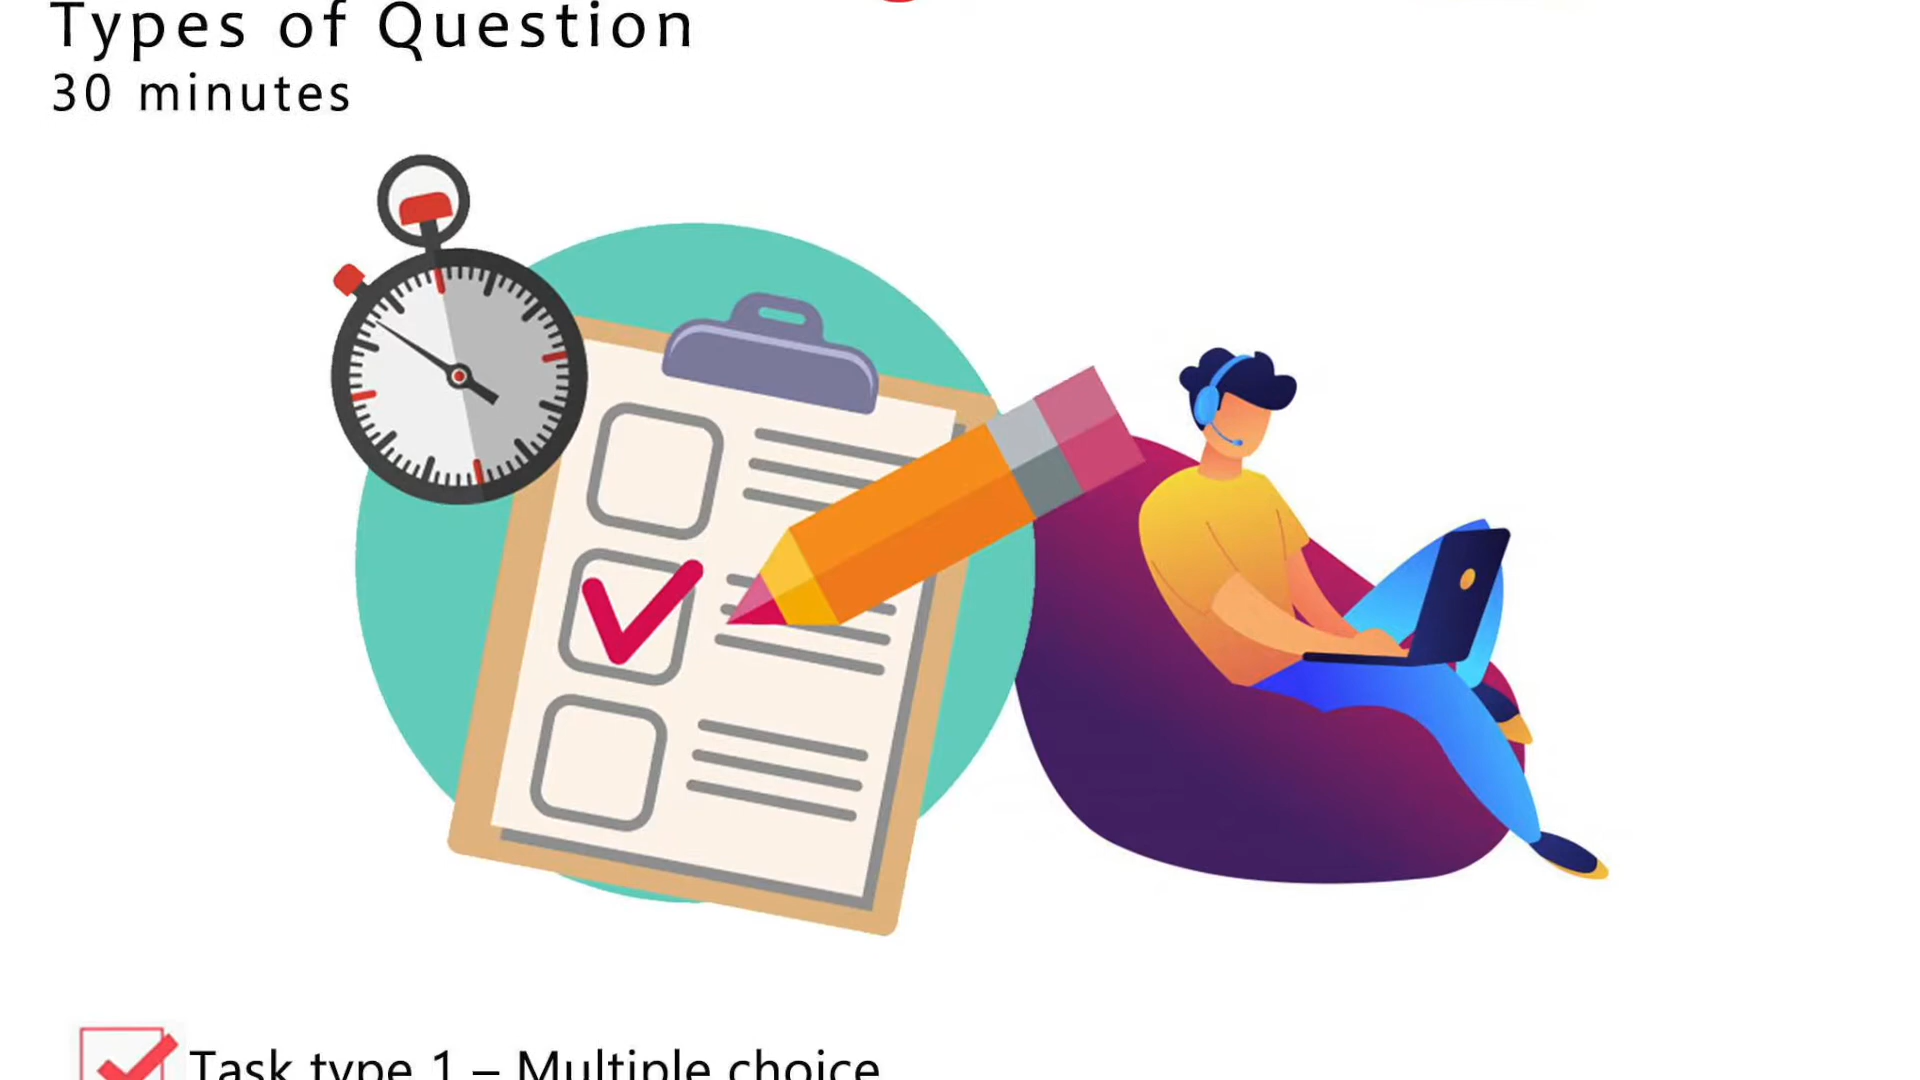 Types of Question
30 minutes
Task type 1 – Multiple choice